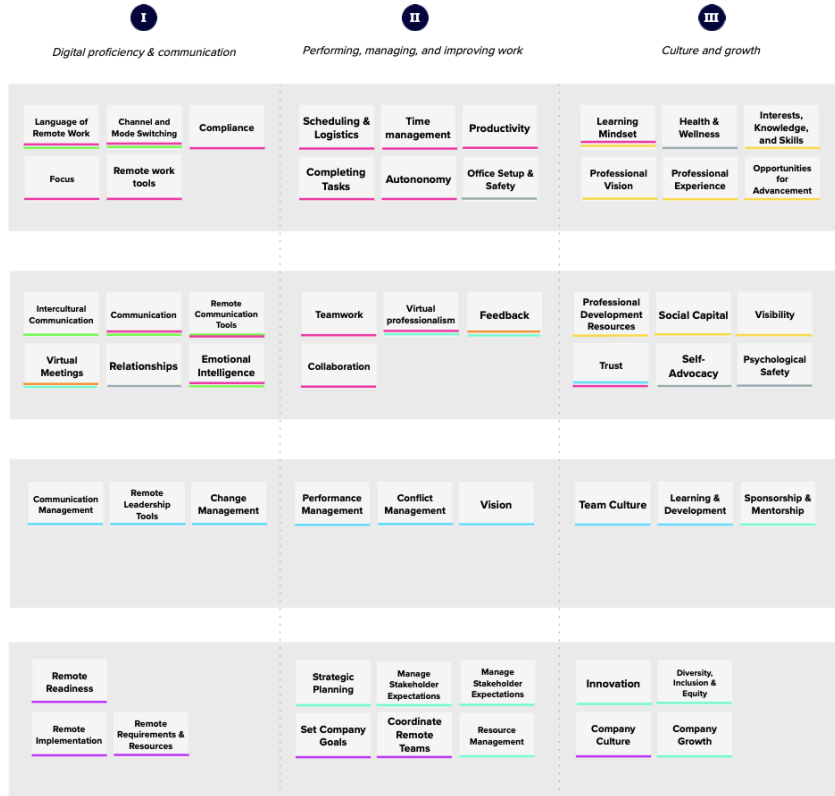 I
II
III
Digital proficiency & communication
Performing, managing, and improving work
Culture and growth
Language of
Remote Work
Channel and
Mode Switching
Compliance
Scheduling &
Logistics
Time
management
Productivity
Learning
Mindset
Health &
Wellness
Interests,
Knowledge,
and Skills
Focus
Remote work
tools
Completing
Tasks
Autononomy
Office Setup &
Safety
Professional
Vision
Professional
Experience
Opportunities
for
Advancement
Intercultural
Communication
Communication
Remote
Communication
Tools
Teamwork
Virtual
professionalism
Feedback
Professional
Development
Resources
Social Capital
Visibility
Virtual
Meetings
Relationships
Emotional
Intelligence
Collaboration
Trust
Self-
Advocacy
Psychological
Safety
Communication
Management
Remote
Leadership
Tools
Change
Management
Performance
Management
Conflict
Management
Vision
Team Culture
Learning &
Development
Sponsorship &
Mentorship
Remote
Readiness
Strategic
Planning
Manage
Stakeholder
Expectations
Manage
Stakeholder
Expectations
Innovation
Diversity,
Inclusion &
Equity
Remote
Implementation
Remote
Requirements &
Resources
Set Company
Goals
Coordinate
Remote
Teams
Resource
Management
Company
Culture
Company
Growth